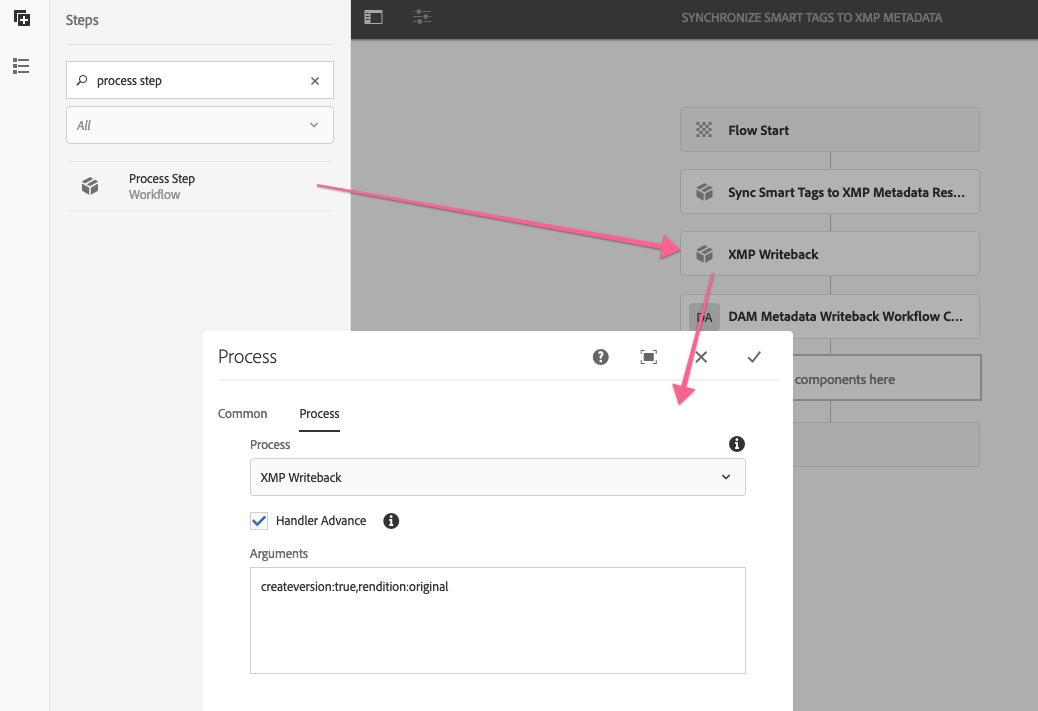 Steps
SYNCHRONIZE SMART TAGS TO XMP METADATA
process step
All
Process Step
Workflow
Flow Start
Sync Smart Tags to XMP Metadata Res...
XMP Writeback
DA
DAM Metadata Writeback Workflow C...
components here
Process
Common
Process
Process
XMP Writeback
Handler Advance
Arguments
createversion:true,rendition:original